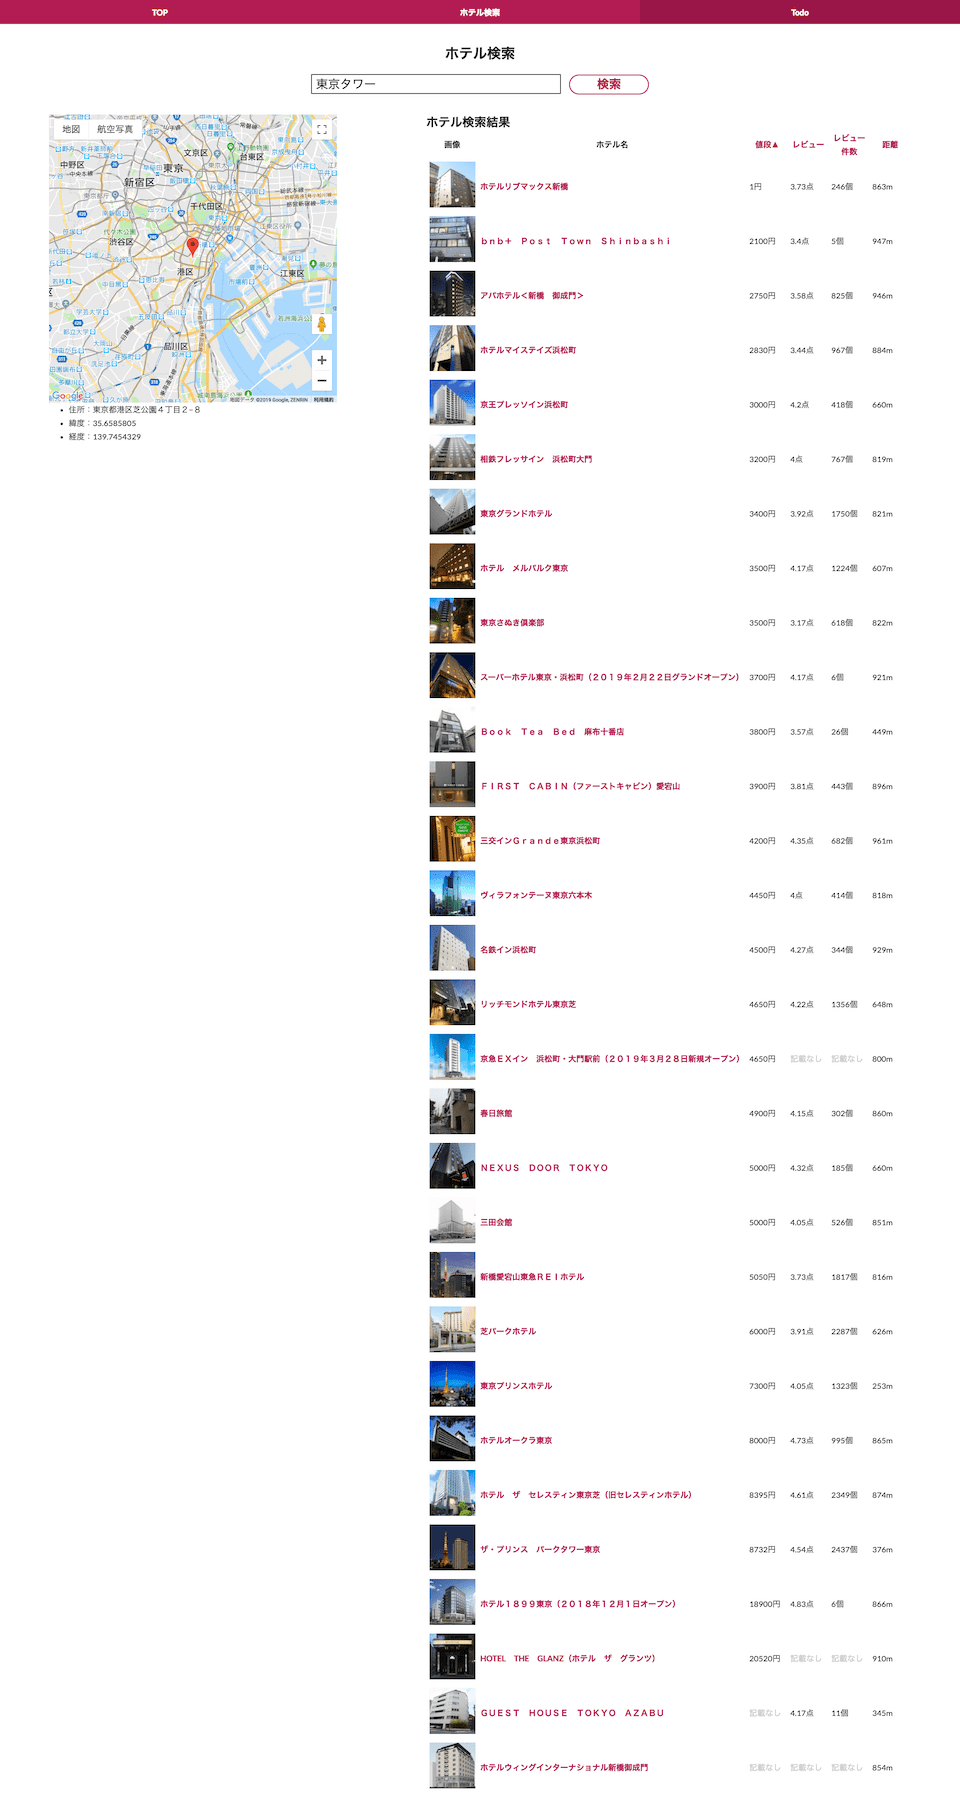 TOP
ホテル検索
Todo
ホテル検索
東京タワー
検索
地図
航空写真
文京区
台東区
中野区
新宿区
東京
千代田区
渋谷区
港区
江東区
品川区
Google
地図データ ©2019 Google, ZENRIN
利用規約
住所：東京都港区芝公園４丁目２−８
緯度：35.6585805
経度：139.7454329
ホテル検索結果
画像 ホテル名 値段▲ レビュー レビュー件数 距離
ホテルリブマックス新橋 1円 3.73点 246個 863m
ｂｎｂ＋　Ｐｏｓｔ　Ｔｏｗｎ　Ｓｈｉｎｂａｓｈｉ 2100円 3.4点 5個 947m
アパホテル＜新橋　御成門＞ 2750円 3.58点 825個 946m
ホテルマイステイズ浜松町 2830円 3.44点 967個 884m
京王プレッソイン浜松町 3000円 4.2点 418個 660m
相鉄フレッサイン　浜松町大門 3200円 4点 767個 819m
東京グランドホテル 3400円 3.92点 1750個 821m
ホテル　メルパルク東京 3500円 4.17点 1224個 607m
東京さぬき倶楽部 3500円 3.17点 618個 822m
スーパーホテル東京・浜松町（２０１９年２月２２日グランドオープン） 3700円 4.17点 6個 921m
Ｂｏｏｋ　Ｔｅａ　Ｂｅｄ　麻布十番店 3800円 3.57点 26個 449m
ＦＩＲＳＴ　ＣＡＢＩＮ（ファーストキャビン）愛宕山 3900円 3.81点 443個 896m
三交インＧｒａｎｄｅ東京浜松町 4200円 4.35点 682個 961m
ヴィラフォンテーヌ東京六本木 4450円 4点 414個 818m
名鉄イン浜松町 4500円 4.27点 344個 929m
リッチモンドホテル東京芝 4650円 4.22点 1356個 648m
京急ＥＸイン　浜松町・大門駅前（２０１９年３月２８日新規オープン） 4650円 記載なし 記載なし 800m
春日旅館 4900円 4.15点 302個 860m
ＮＥＸＵＳ　ＤＯＯＲ　ＴＯＫＹＯ 5000円 4.32点 185個 660m
三田会館 5000円 4.05点 526個 851m
新橋愛宕山東急ＲＥＩホテル 5050円 3.73点 1817個 816m
芝パークホテル 6000円 3.91点 2287個 626m
東京プリンスホテル 7300円 4.05点 1323個 253m
ホテルオークラ東京 8000円 4.73点 995個 865m
ホテル　ザ　セレスティン東京芝（旧セレスティンホテル） 8395円 4.61点 2349個 874m
ザ・プリンス　パークタワー東京 8732円 4.54点 2437個 376m
ホテル１８９９東京（２０１８年１２月１日オープン） 18900円 4.83点 6個 866m
HOTEL　THE　GLANZ（ホテル　ザ　グランツ） 20520円 記載なし 記載なし 910m
ＧＵＥＳＴ　ＨＯＵＳＥ　ＴＯＫＹＯ　ＡＺＡＢＵ 記載なし 4.17点 11個 345m
ホテルウィングインターナショナル新橋御成門 記載なし 記載なし 記載なし 854m